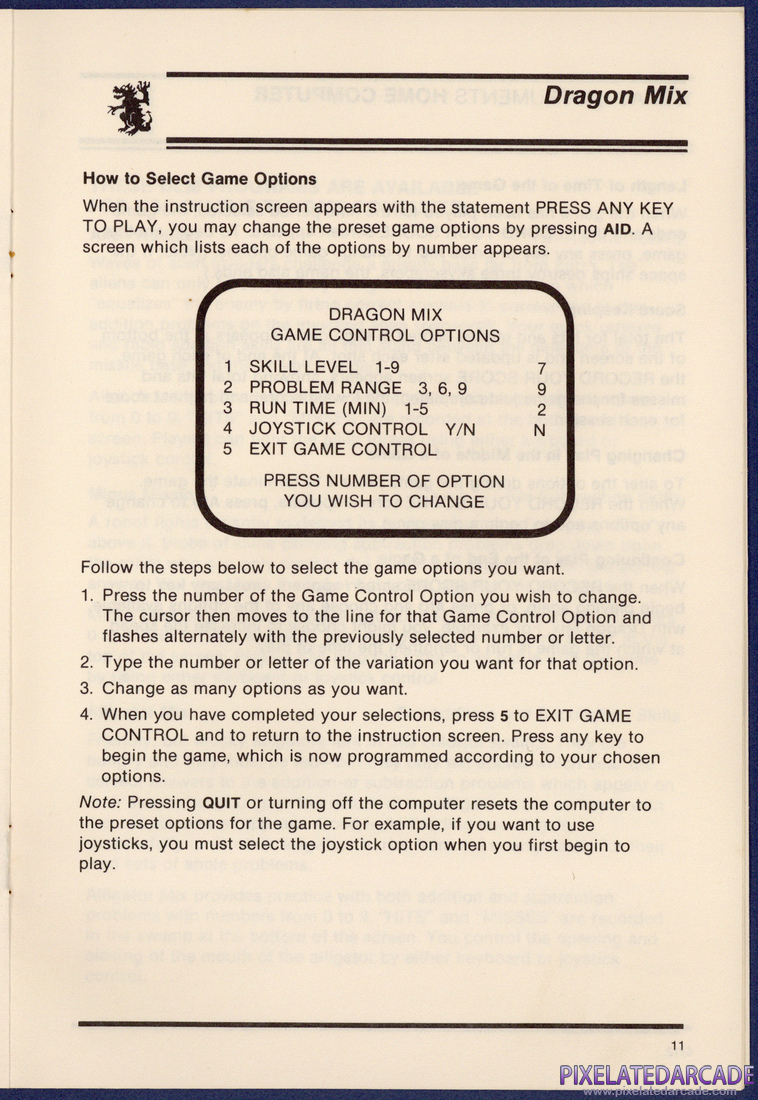 Dragon Mix
How to Select Game Options
When the instruction screen appears with the statement PRESS ANY KEY
TO PLAY, you may change the preset game options by pressing AID. A
screen which lists each of the options by number appears.
DRAGON MIX
GAME CONTROL OPTIONS
1 SKILL LEVEL 1-9 7
2 PROBLEM RANGE 3, 6, 9 9
3 RUN TIME (MIN) 1-5 2
4 JOYSTICK CONTROL Y/N N
5 EXIT GAME CONTROL
PRESS NUMBER OF OPTION
YOU WISH TO CHANGE
Follow the steps below to select the game options you want.
1. Press the number of the Game Control Option you wish to change.
The cursor then moves to the line for that Game Control Option and
flashes alternately with the previously selected number or letter.
2. Type the number or letter of the variation you want for that option.
3. Change as many options as you want.
4. When you have completed your selections, press 5 to EXIT GAME
CONTROL and to return to the instruction screen. Press any key to
begin the game, which is now programmed according to your chosen
options.
Note: Pressing QUIT or turning off the computer resets the computer to
the preset options for the game. For example, if you want to use
joysticks, you must select the joystick option when you first begin to
play.
11
PIXELATEDARCADE
www.pixelatedarcade.com